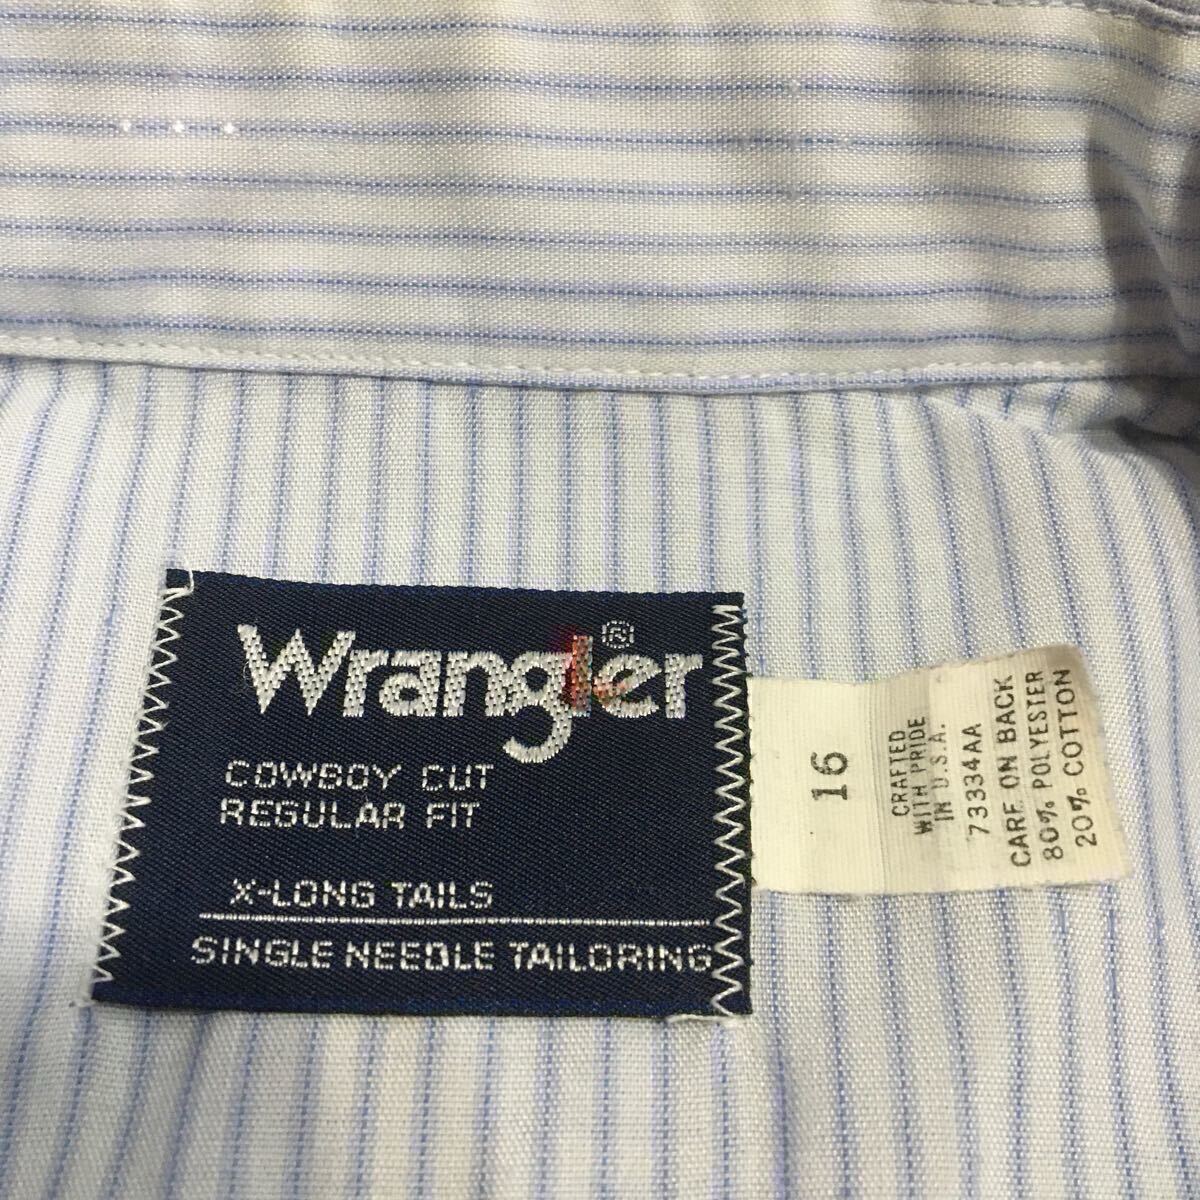 Wrangler®
COWBOY CUT
REGULAR FIT
X-LONG TAILS
SINGLE NEEDLE TAILORING
16
CRAFTED
WITH PRIDE
IN U.S.A.
73334AA
CARE ON BACK
80% POLYESTER
20% COTTON